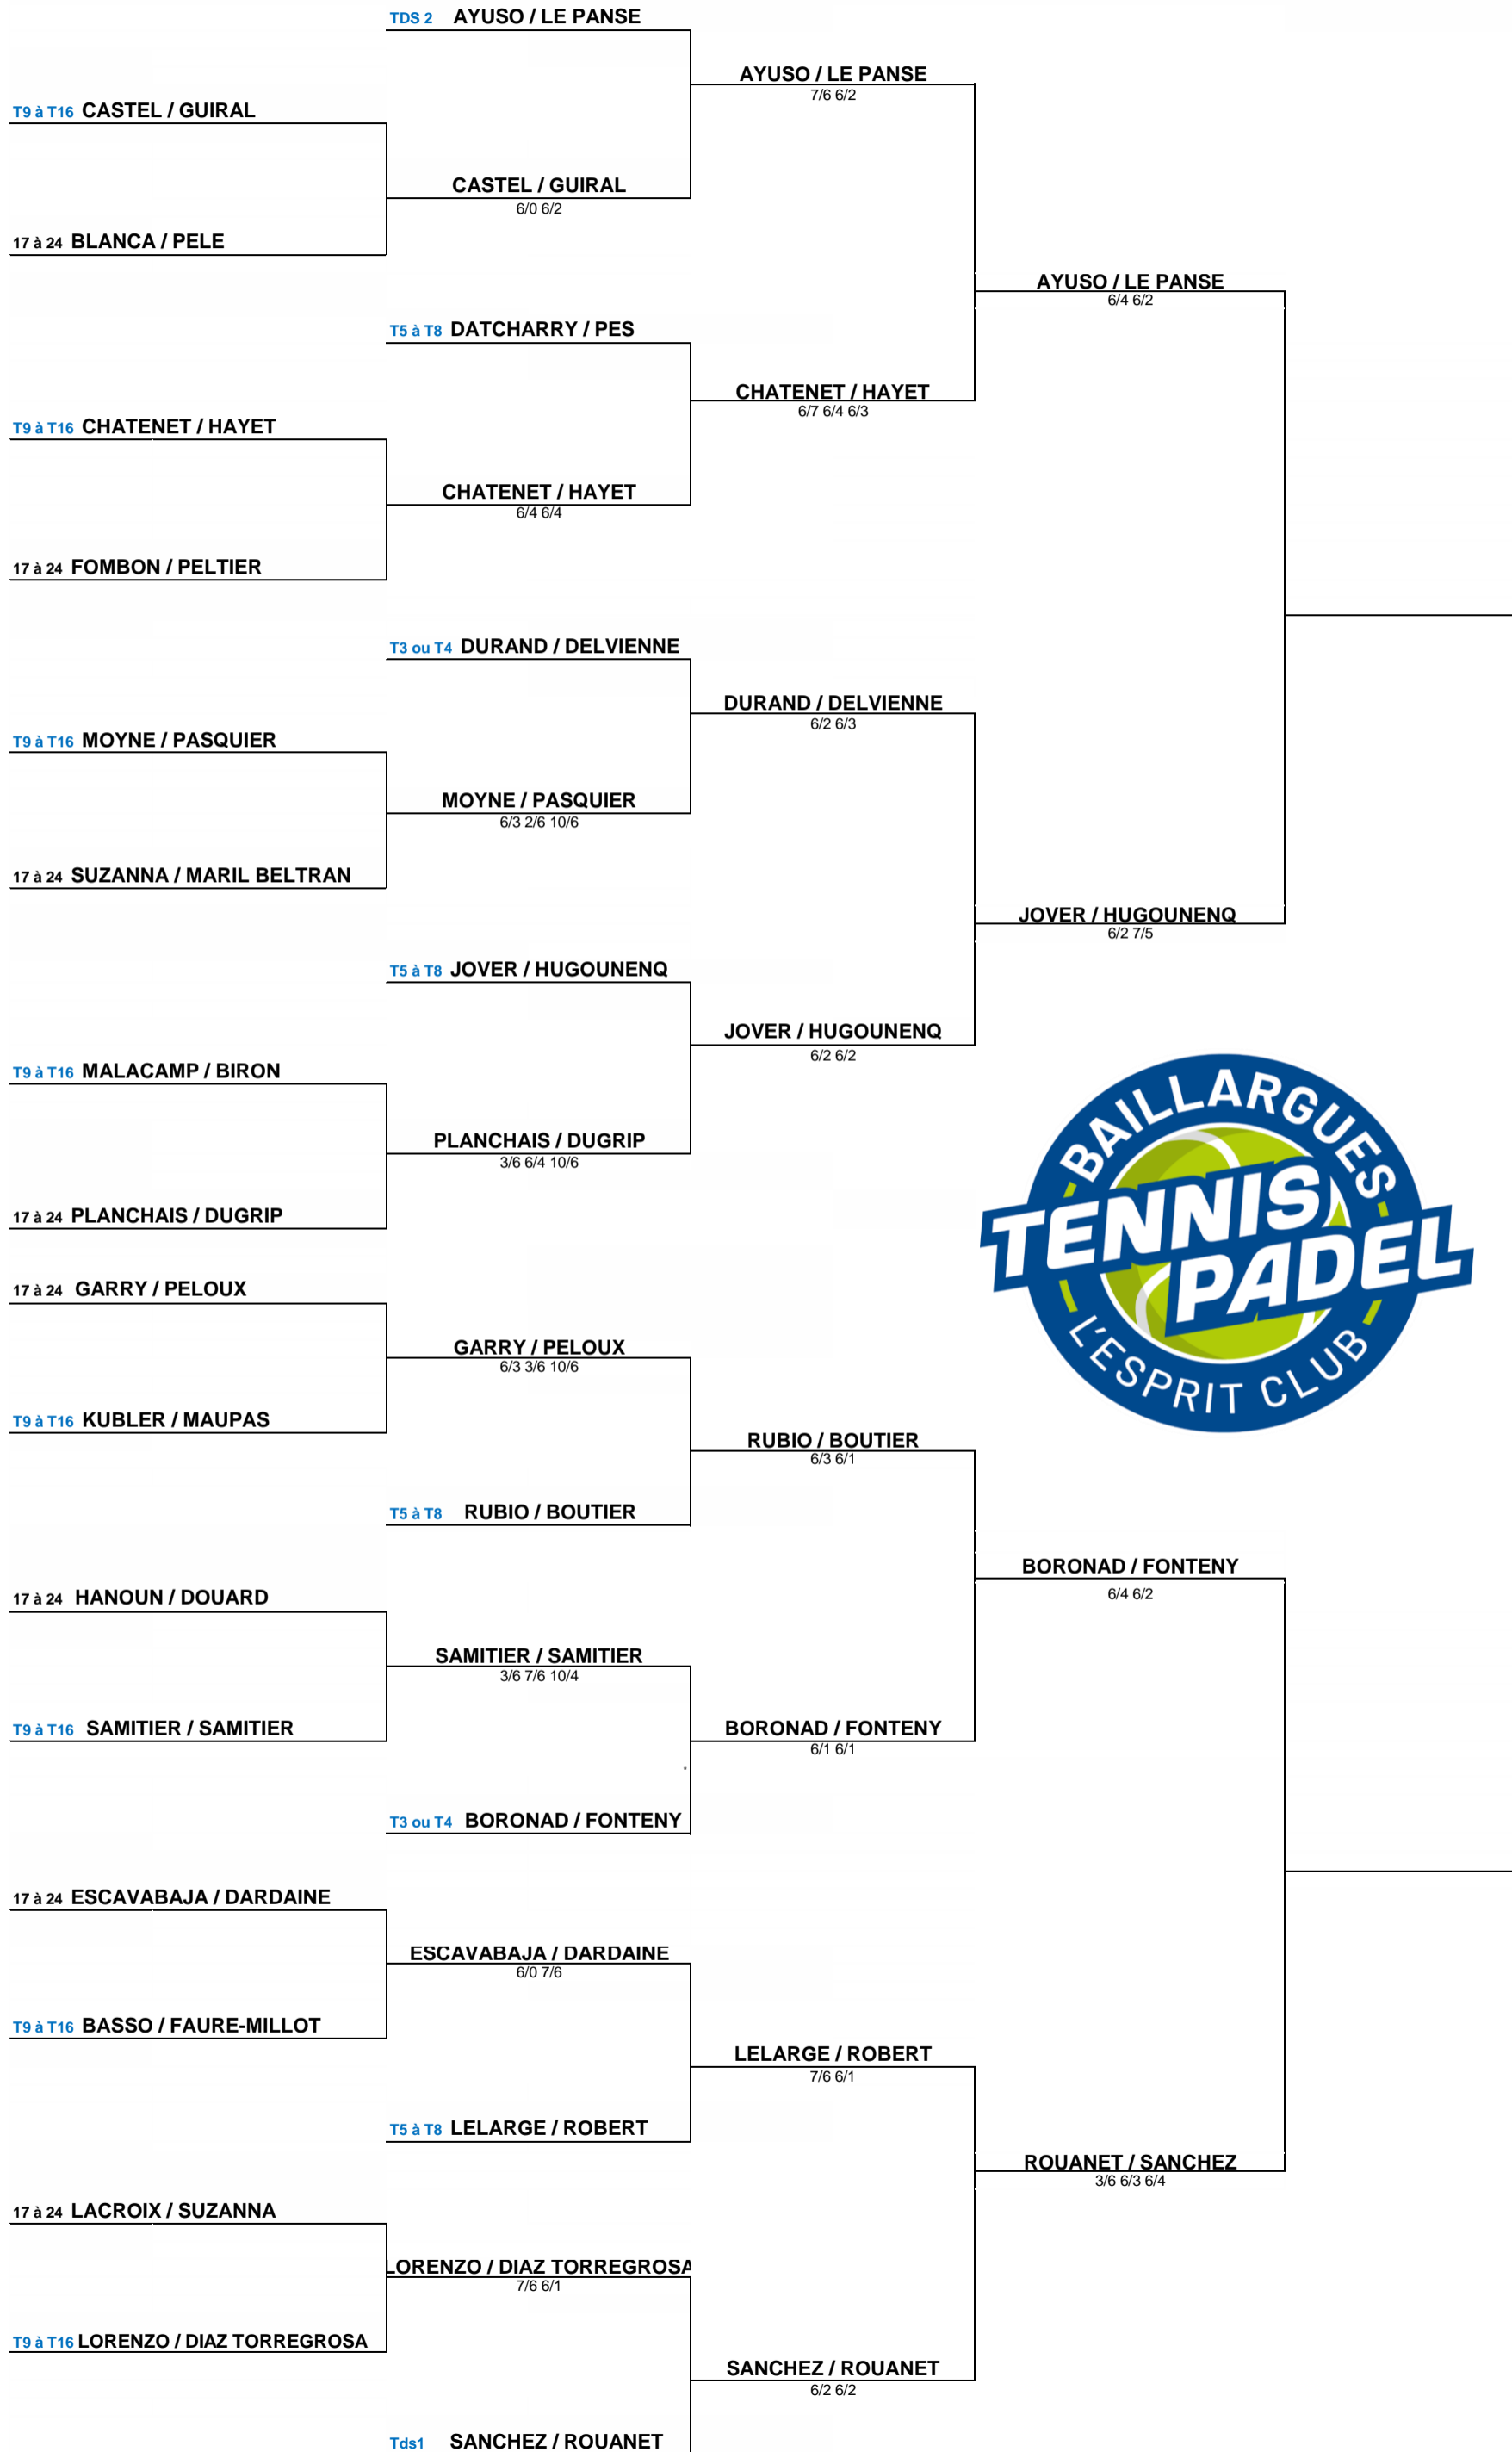 TDS 2 AYUSO / LE PANSE
AYUSO / LE PANSE
7/6 6/2
T9 à T16 CASTEL / GUIRAL
CASTEL / GUIRAL
6/0 6/2
17 à 24 BLANCA / PELE
AYUSO / LE PANSE
6/4 6/2
T5 à T8 DATCHARRY / PES
CHATENET / HAYET
6/7 6/4 6/3
T9 à T16 CHATENET / HAYET
CHATENET / HAYET
6/4 6/4
17 à 24 FOMBON / PELTIER
T3 ou T4 DURAND / DELVIENNE
DURAND / DELVIENNE
6/2 6/3
T9 à T16 MOYNE / PASQUIER
MOYNE / PASQUIER
6/3 2/6 10/6
17 à 24 SUZANNA / MARIL BELTRAN
JOVER / HUGOUNENQ
6/2 7/5
T5 à T8 JOVER / HUGOUNENQ
JOVER / HUGOUNENQ
6/2 6/2
T9 à T16 MALACAMP / BIRON
PLANCHAIS / DUGRIP
3/6 6/4 10/6
17 à 24 PLANCHAIS / DUGRIP
BAILLARGUES
TENNIS
PADEL
L'ESPRIT CLUB
17 à 24 GARRY / PELOUX
GARRY / PELOUX
6/3 3/6 10/6
T9 à T16 KUBLER / MAUPAS
RUBIO / BOUTIER
6/3 6/1
T5 à T8 RUBIO / BOUTIER
BORONAD / FONTENY
6/4 6/2
17 à 24 HANOUN / DOUARD
SAMITIER / SAMITIER
3/6 7/6 10/4
T9 à T16 SAMITIER / SAMITIER
BORONAD / FONTENY
6/1 6/1
T3 ou T4 BORONAD / FONTENY
17 à 24 ESCAVABAJA / DARDAINE
ESCAVABAJA / DARDAINE
6/0 7/6
T9 à T16 BASSO / FAURE-MILLOT
LELARGE / ROBERT
7/6 6/1
T5 à T8 LELARGE / ROBERT
ROUANET / SANCHEZ
3/6 6/3 6/4
17 à 24 LACROIX / SUZANNA
LORENZO / DIAZ TORREGROSA
7/6 6/1
T9 à T16 LORENZO / DIAZ TORREGROSA
SANCHEZ / ROUANET
6/2 6/2
Tds1 SANCHEZ / ROUANET